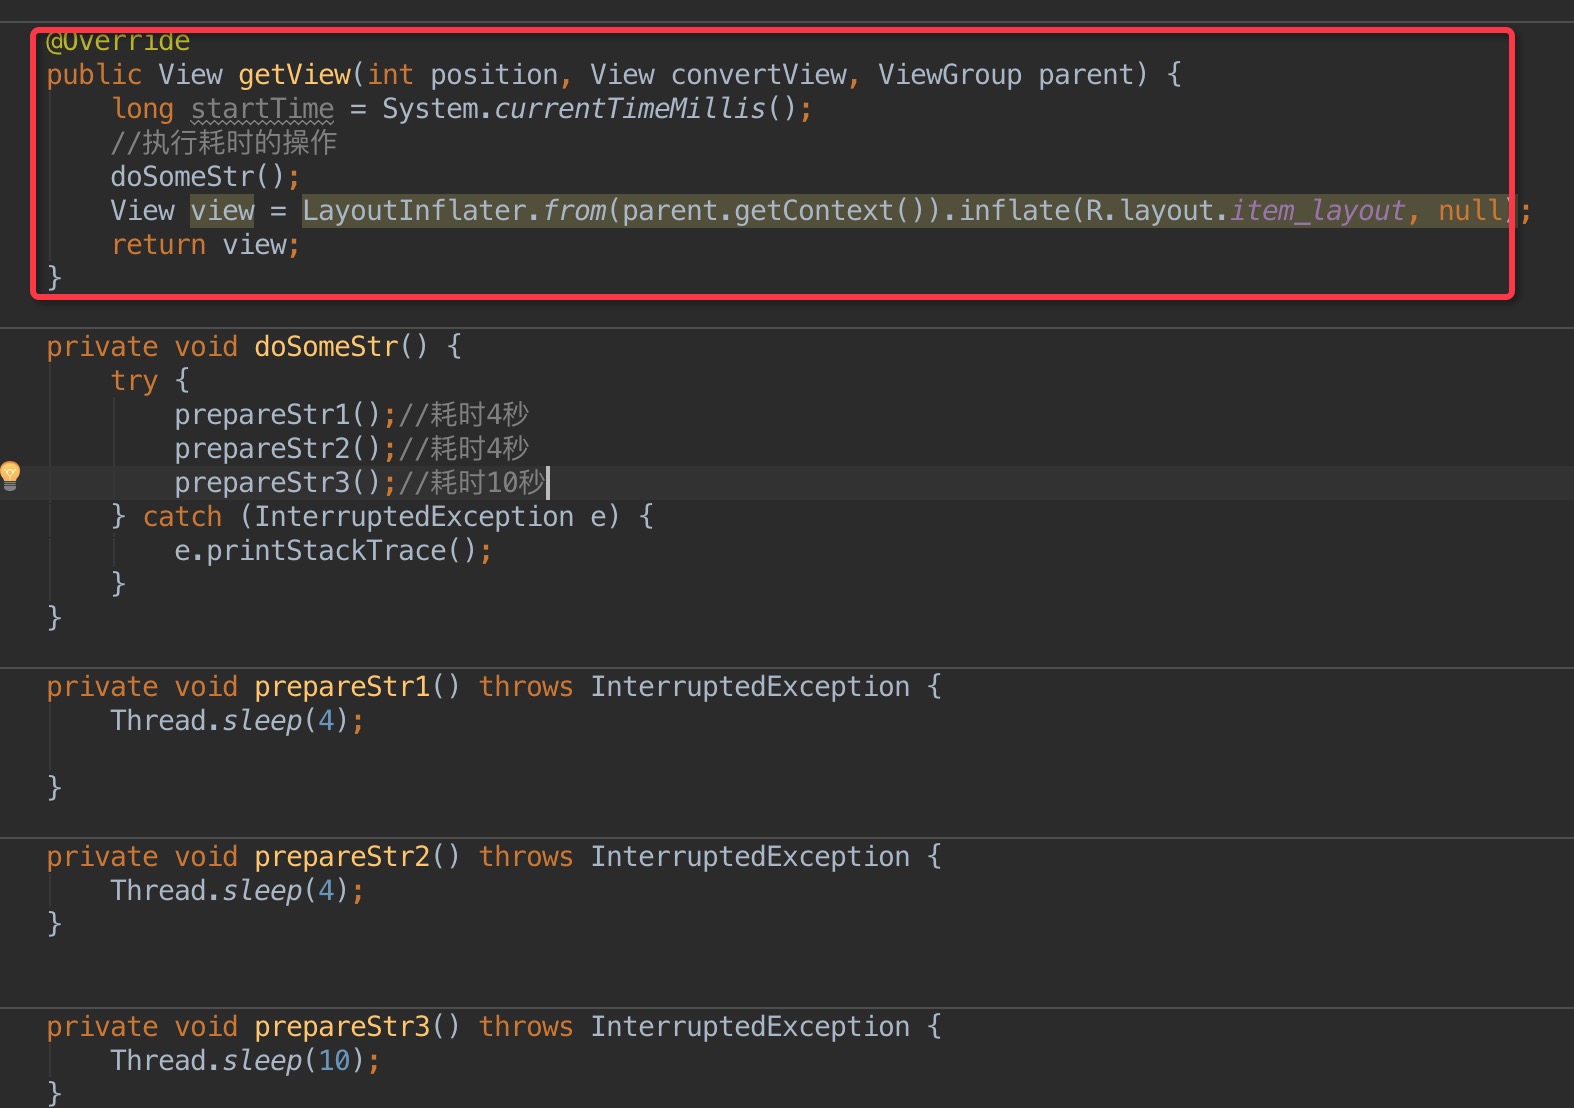 @Override
public View getView(int position, View convertView, ViewGroup parent) {
long startTime = System.currentTimeMillis();
//执行耗时的操作
doSomeStr();
View view = LayoutInflater.from(parent.getContext()).inflate(R.layout.item_layout, null);
return view;
}
private void doSomeStr() {
try {
prepareStr1();//耗时4秒
prepareStr2();//耗时4秒
prepareStr3();//耗时10秒
} catch (InterruptedException e) {
e.printStackTrace();
}
}
private void prepareStr1() throws InterruptedException {
Thread.sleep(4);
}
private void prepareStr2() throws InterruptedException {
Thread.sleep(4);
}
private void prepareStr3() throws InterruptedException {
Thread.sleep(10);
}